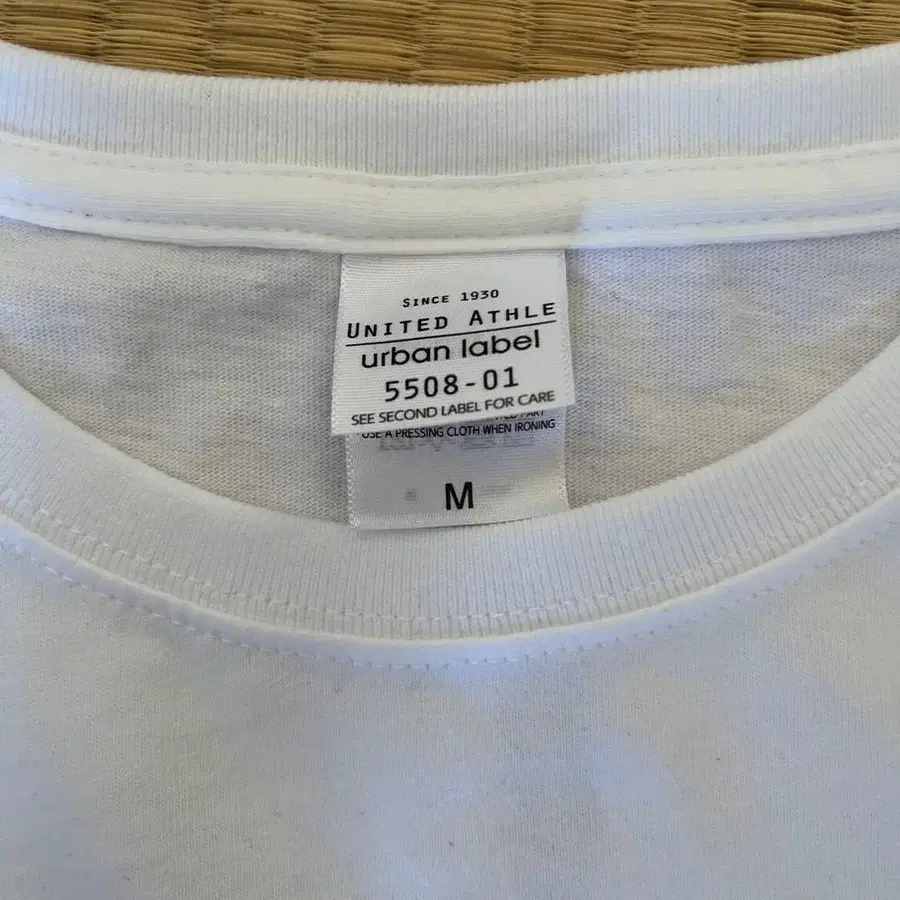 SINCE 1930
UNITED ATHLE
urban label
5508-01
SEE SECOND LABEL FOR CARE
USE A PRESSING CLOTH WHEN IRONING
M